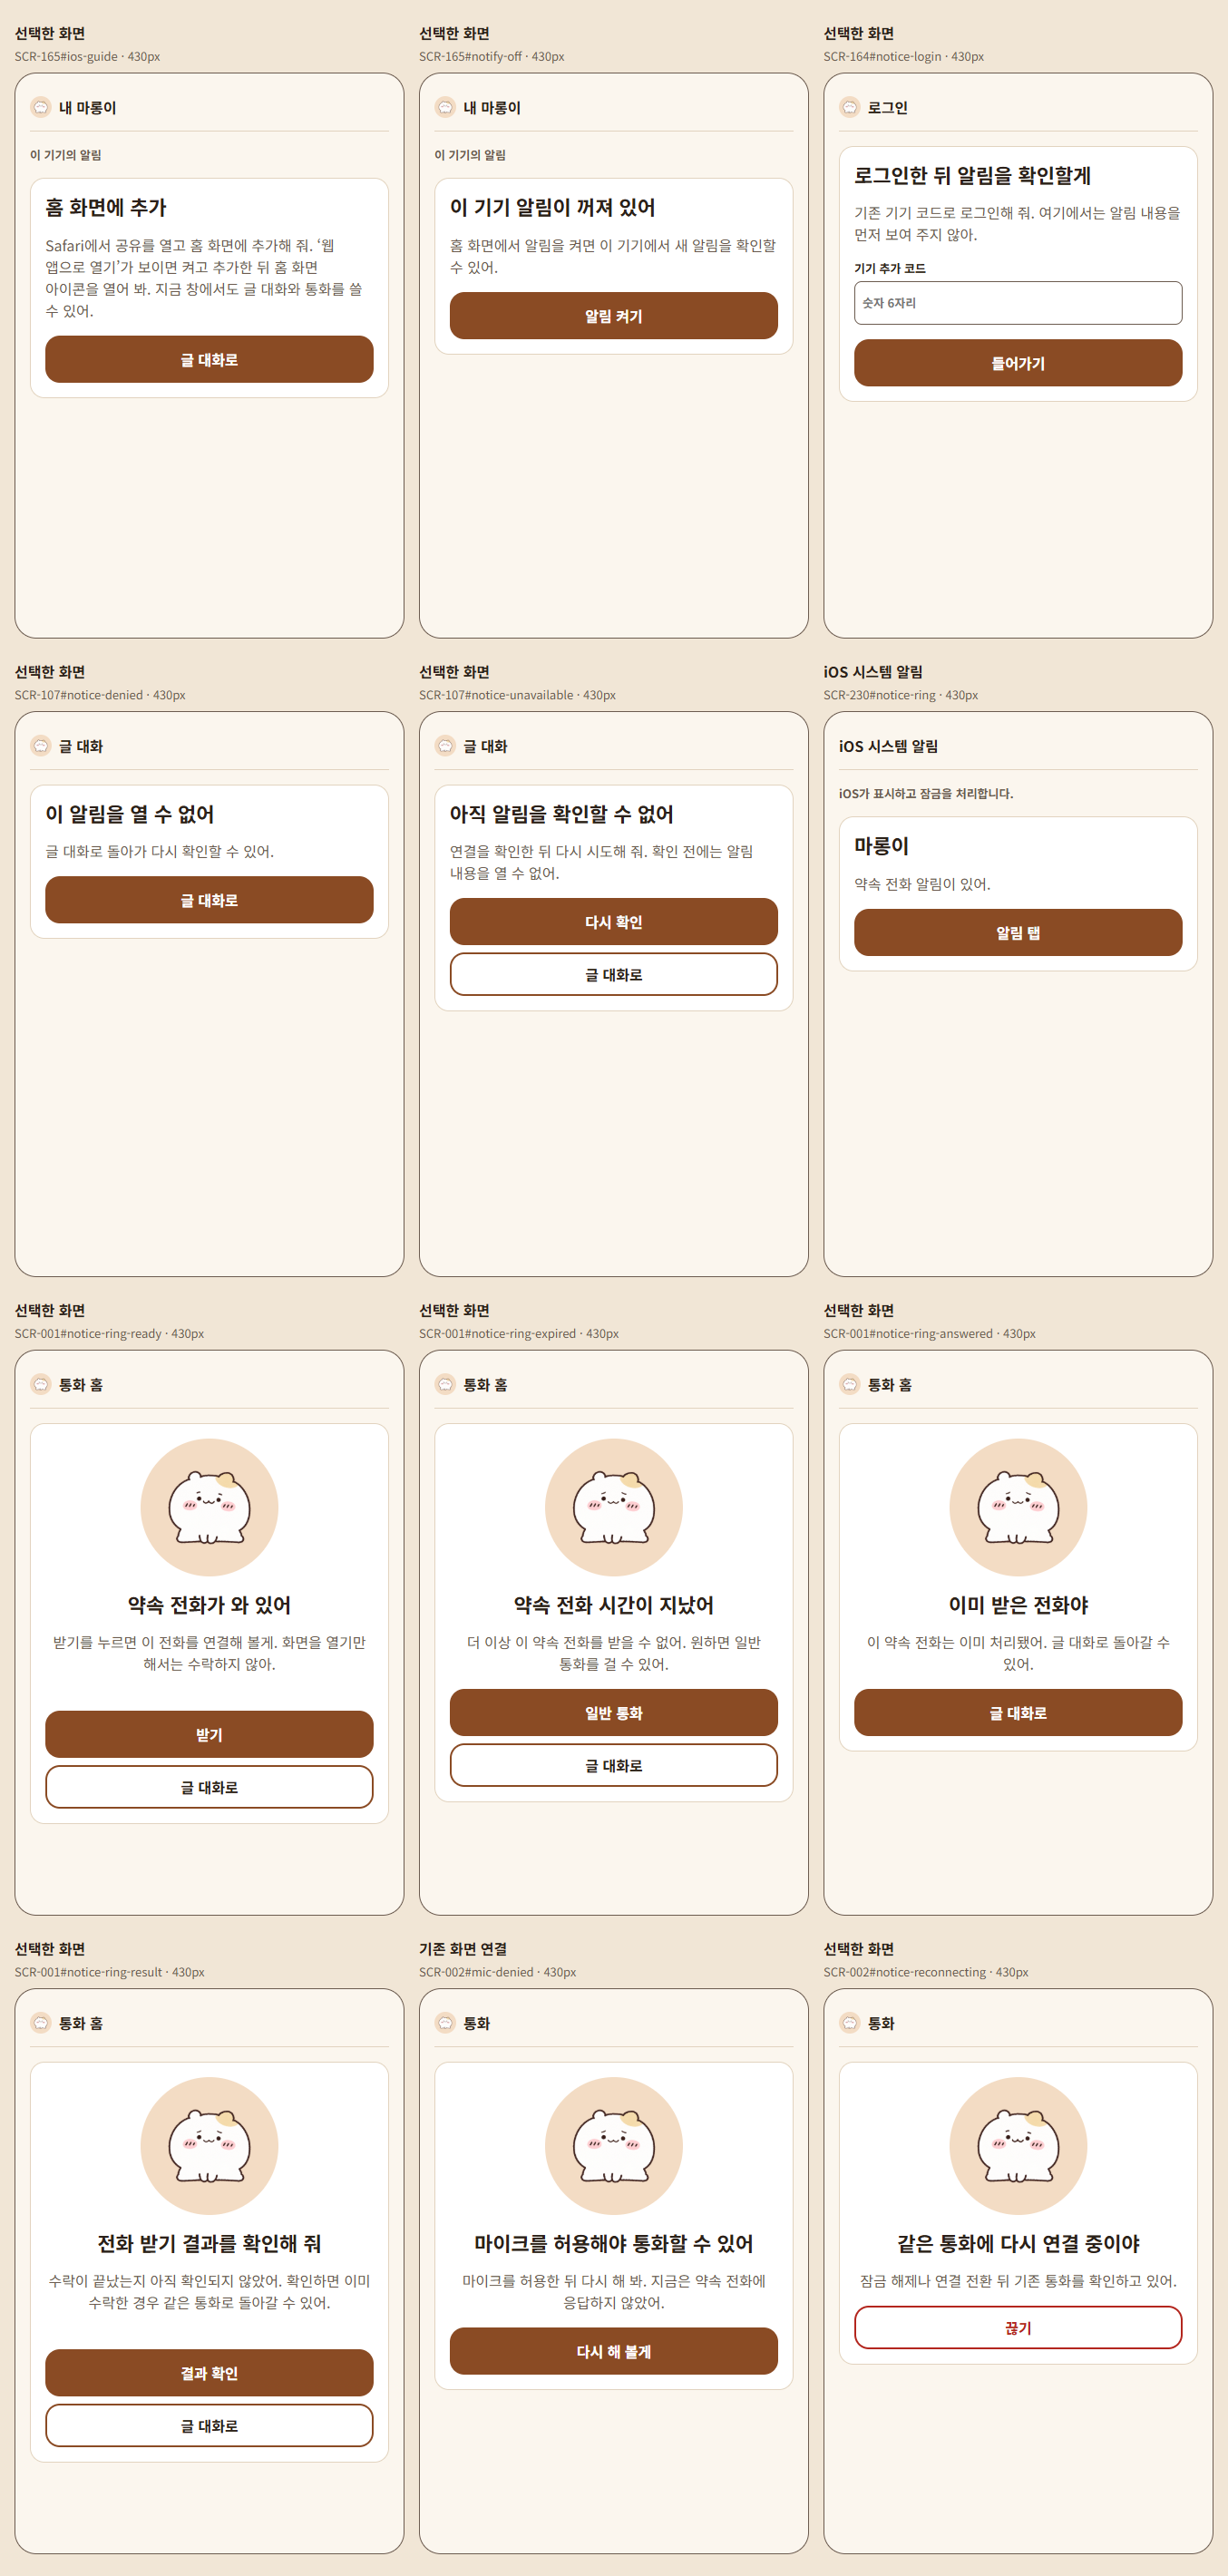 선택한 화면
SCR-165#ios-guide · 430px
내 마롱이
이 기기의 알림
홈 화면에 추가
Safari에서 공유를 열고 홈 화면에 추가해 줘. ‘웹
앱으로 열기’가 보이면 켜고 추가한 뒤 홈 화면
아이콘을 열어 봐. 지금 창에서도 글 대화와 통화를 쓸
수 있어.
글 대화로
선택한 화면
SCR-165#notify-off · 430px
내 마롱이
이 기기의 알림
이 기기 알림이 꺼져 있어
홈 화면에서 알림을 켜면 이 기기에서 새 알림을 확인할
수 있어.
알림 켜기
선택한 화면
SCR-164#notice-login · 430px
로그인
로그인한 뒤 알림을 확인할게
기존 기기 코드로 로그인해 줘. 여기에서는 알림 내용을
먼저 보여 주지 않아.
기기 추가 코드
숫자 6자리
들어가기
선택한 화면
SCR-107#notice-denied · 430px
글 대화
이 알림을 열 수 없어
글 대화로 돌아가 다시 확인할 수 있어.
글 대화로
선택한 화면
SCR-107#notice-unavailable · 430px
글 대화
아직 알림을 확인할 수 없어
연결을 확인한 뒤 다시 시도해 줘. 확인 전에는 알림
내용을 열 수 없어.
다시 확인
글 대화로
iOS 시스템 알림
SCR-230#notice-ring · 430px
iOS 시스템 알림
iOS가 표시하고 잠금을 처리합니다.
마롱이
약속 전화 알림이 있어.
알림 탭
선택한 화면
SCR-001#notice-ring-ready · 430px
통화 홈
약속 전화가 와 있어
받기를 누르면 이 전화를 연결해 볼게. 화면을 열기만
해서는 수락하지 않아.
받기
글 대화로
선택한 화면
SCR-001#notice-ring-expired · 430px
통화 홈
약속 전화 시간이 지났어
더 이상 이 약속 전화를 받을 수 없어. 원하면 일반
통화를 걸 수 있어.
일반 통화
글 대화로
선택한 화면
SCR-001#notice-ring-answered · 430px
통화 홈
이미 받은 전화야
이 약속 전화는 이미 처리됐어. 글 대화로 돌아갈 수
있어.
글 대화로
선택한 화면
SCR-001#notice-ring-result · 430px
통화 홈
전화 받기 결과를 확인해 줘
수락이 끝났는지 아직 확인되지 않았어. 확인하면 이미
수락한 경우 같은 통화로 돌아갈 수 있어.
결과 확인
글 대화로
기존 화면 연결
SCR-002#mic-denied · 430px
통화
마이크를 허용해야 통화할 수 있어
마이크를 허용한 뒤 다시 해 봐. 지금은 약속 전화에
응답하지 않았어.
다시 해 볼게
선택한 화면
SCR-002#notice-reconnecting · 430px
통화
같은 통화에 다시 연결 중이야
잠금 해제나 연결 전환 뒤 기존 통화를 확인하고 있어.
끊기